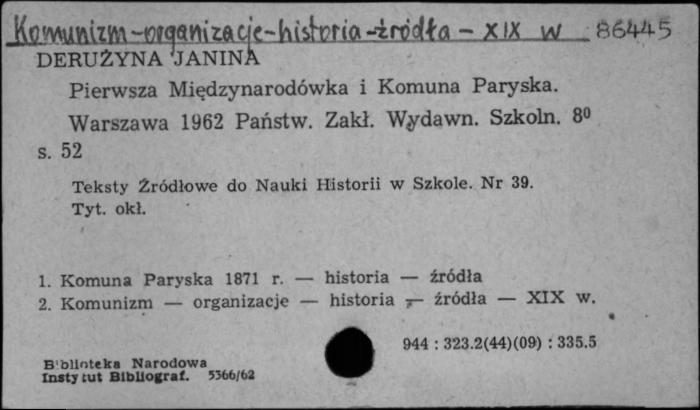 Komunizm-organizacje-historia-źródła - XIX w 86445
DERUŻYNA JANINA
Pierwsza Międzynarodówka i Komuna Paryska.
Warszawa 1962 Państw. Zakł. Wydawn. Szkoln. 8⁰
s. 52
Teksty Źródłowe do Nauki Historii w Szkole. Nr 39.
Tyt. okł.
1. Komuna Paryska 1871 r. — historia — źródła
2. Komunizm — organizacje — historia — źródła — XIX w.
944 : 323.2(44)(09) : 335.5
Biblioteka Narodowa
Instytut Bibliograf. 5366/62